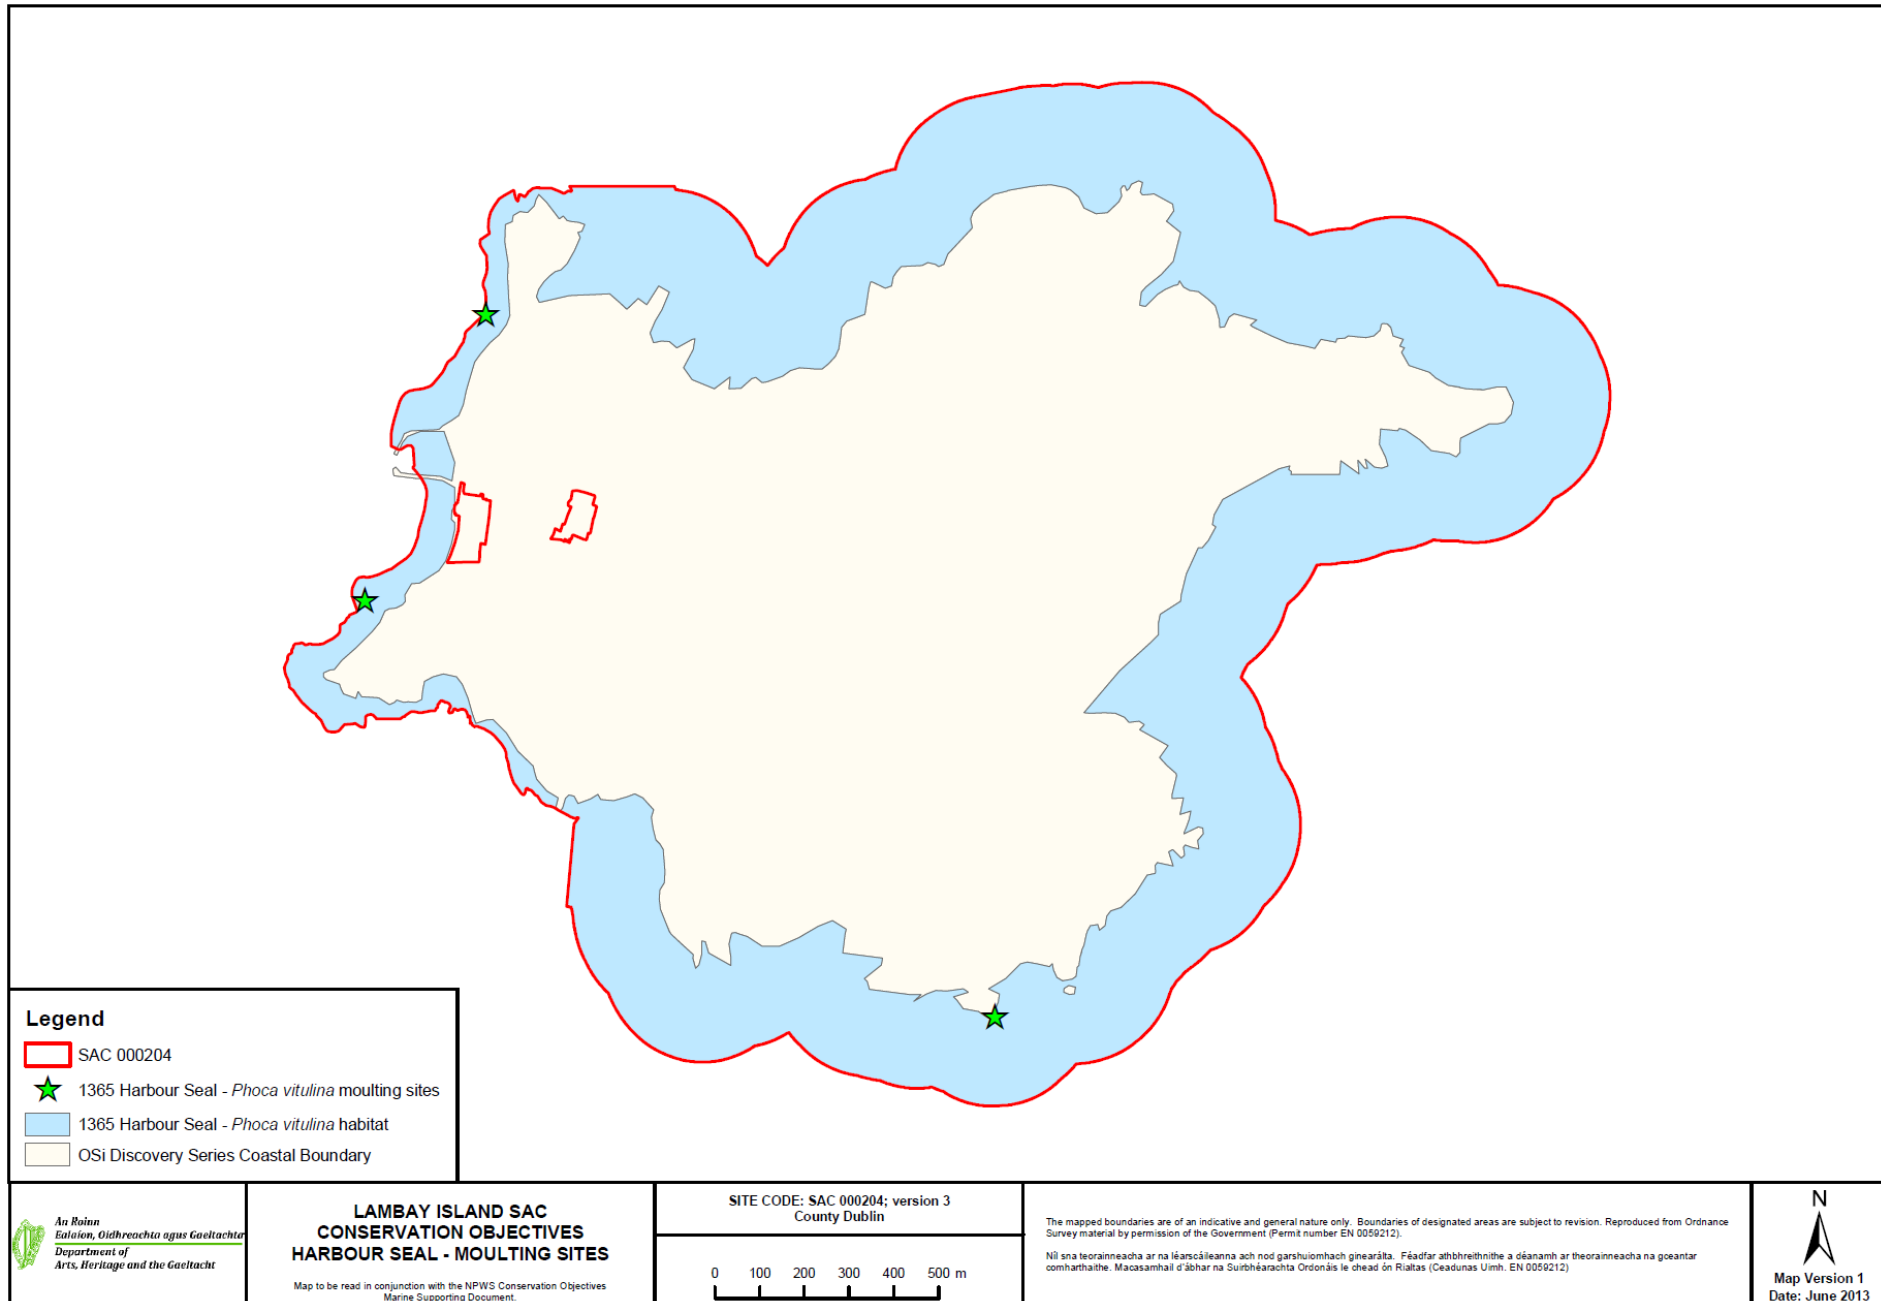 Legend
SAC 000204
1365 Harbour Seal - Phoca vitulina moulting sites
1365 Harbour Seal - Phoca vitulina habitat
OSi Discovery Series Coastal Boundary
An Roinn
Ealaíon, Oidhreachta agus Gaeltachta
Department of
Arts, Heritage and the Gaeltacht
LAMBAY ISLAND SAC
CONSERVATION OBJECTIVES
HARBOUR SEAL - MOULTING SITES
Map to be read in conjunction with the NPWS Conservation Objectives
Marine Supporting Document.
SITE CODE: SAC 000204; version 3
County Dublin
0 100 200 300 400 500 m
The mapped boundaries are of an indicative and general nature only. Boundaries of designated areas are subject to revision. Reproduced from Ordnance
Survey material by permission of the Government (Permit number EN 0059212).
Níl sna teorainneacha ar na léarscáileanna ach nod garshuiomhach ginearálta. Féadfar athbhreithnithe a déanamh ar theorainneacha na gceantar
comharthaithe. Macasamhail d'ábhar na Suirbhéarachta Ordonáis le chead ón Rialtas (Ceadunas Uimh. EN 0059212)
N
Map Version 1
Date: June 2013